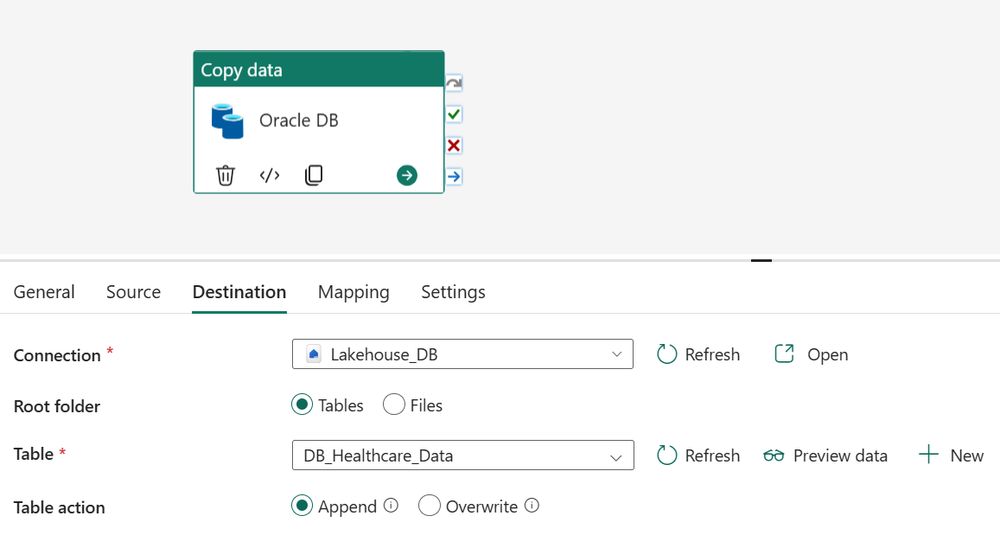 Copy data
Oracle DB
General Source Destination Mapping Settings
Connection * Lakehouse_DB Refresh Open
Root folder Tables Files
Table * DB_Healthcare_Data Refresh Preview data New
Table action Append Overwrite